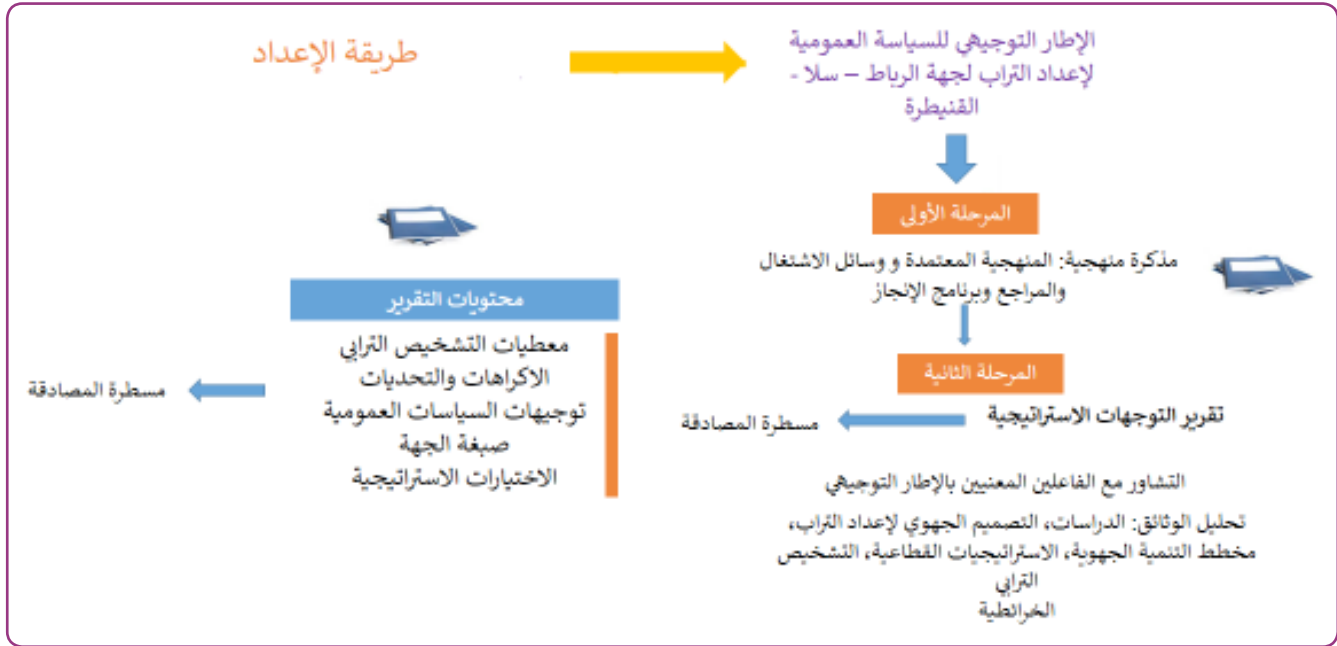 طريقة الإعداد
الإطار التوجيهي للسياسة العمومية
لإعداد التراب لجهة الرباط – سلا -
القنيطرة
المرحلة الأولى
مذكرة منهجية: المنهجية المعتمدة و وسائل الاشتغال
والمراجع وبرنامج الإنجاز
المرحلة الثانية
تقرير التوجهات الاستراتيجية
مسطرة المصادقة
التشاور مع الفاعلين المعنيين بالإطار التوجيهي
تحليل الوثائق: الدراسات، التصميم الجهوي لإعداد التراب،
مخطط التنمية الجهوية، الاستراتيجيات القطاعية، التشخيص
الترابي
الخرائطية
محتويات التقرير
معطيات التشخيص الترابي
الاكراهات والتحديات
توجيهات السياسات العمومية
صبغة الجهة
الاختيارات الاستراتيجية
مسطرة المصادقة